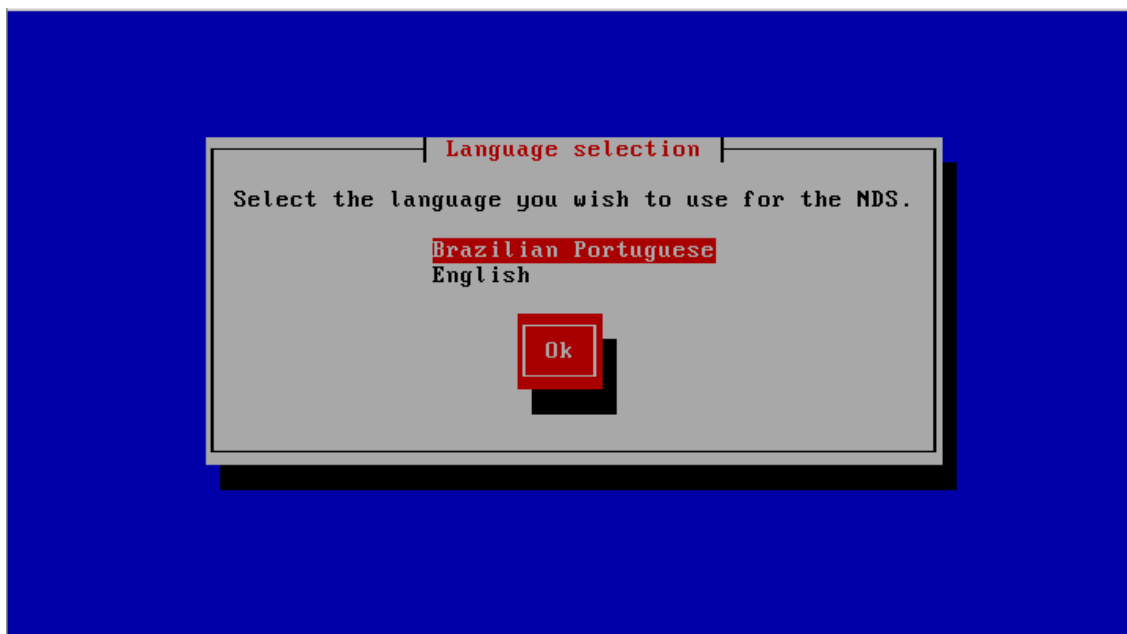 Language selection
Select the language you wish to use for the NDS.
Brazilian Portuguese
English
Ok